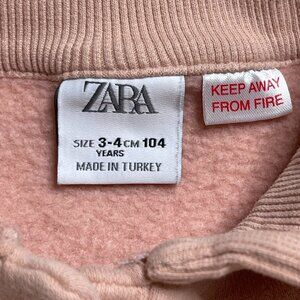 ZARA
SIZE 3-4 CM 104
YEARS
MADE IN TURKEY
KEEP AWAY
FROM FIRE